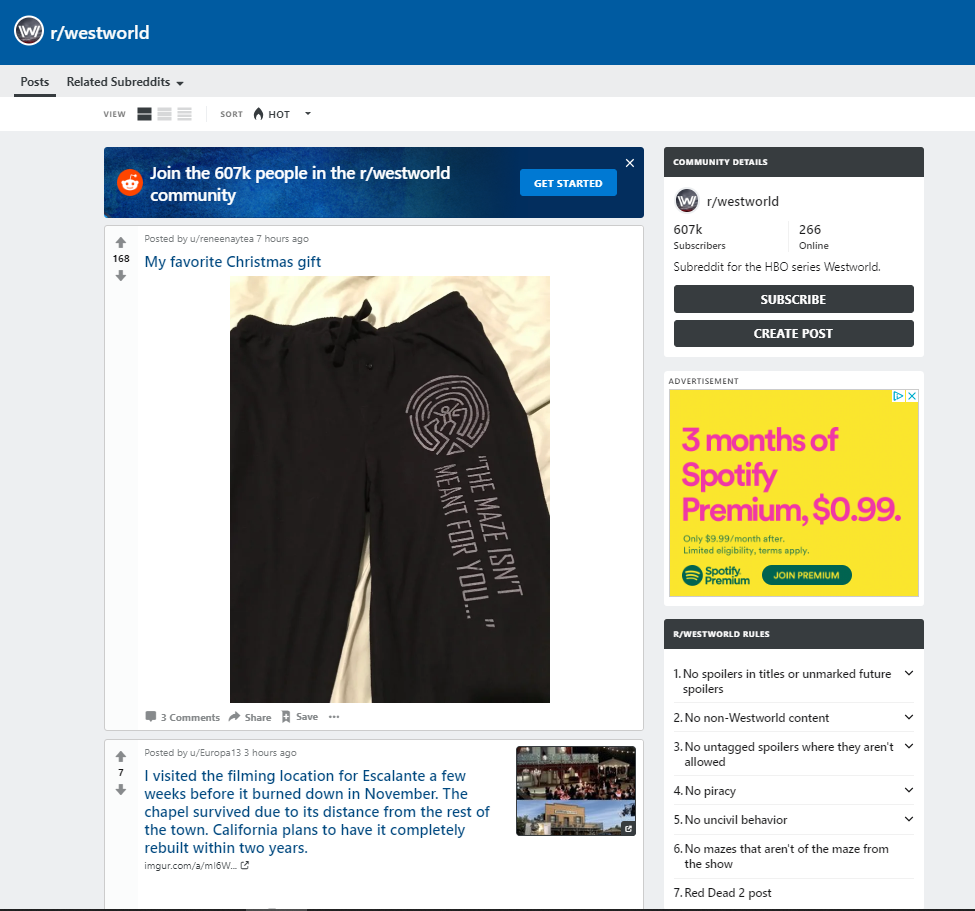 r/westworld
Posts Related Subreddits
VIEW SORT HOT
Join the 607k people in the r/westworld
community
GET STARTED
Posted by u/reneenaytea 7 hours ago
168
My favorite Christmas gift
"THE MAZE ISN'T
MEANT FOR YOU... "
3 Comments Share Save
Posted by u/Europa13 3 hours ago
7
I visited the filming location for Escalante a few
weeks before it burned down in November. The
chapel survived due to its distance from the rest of
the town. California plans to have it completely
rebuilt within two years.
imgur.com/a/m!6W...
COMMUNITY DETAILS
r/westworld
607k 266
Subscribers Online
Subreddit for the HBO series Westworld.
SUBSCRIBE
CREATE POST
ADVERTISEMENT
3 months of
Spotify
Premium, $0.99.
Only $9.99/month after.
Limited eligibility, terms apply.
Spotify
Premium
JOIN PREMIUM
R/WESTWORLD RULES
1. No spoilers in titles or unmarked future
spoilers
2. No non-Westworld content
3. No untagged spoilers where they aren't
allowed
4. No piracy
5. No uncivil behavior
6. No mazes that aren't of the maze from
the show
7. Red Dead 2 post